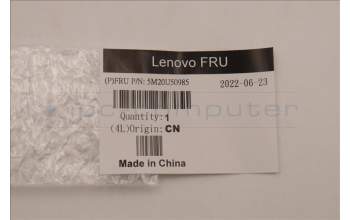 Lenovo FRU
(P)FRU P/N: 5M20U50985
2022-06-23
Quantity:1
(4L)Origin:CN
Made in China